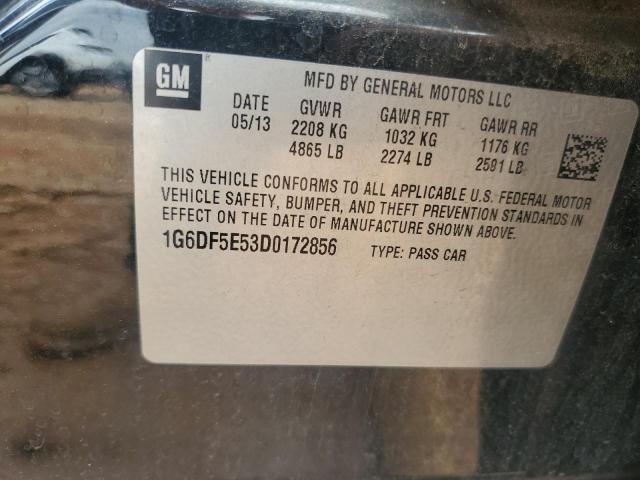 GM
MFD BY GENERAL MOTORS LLC
DATE GVWR GAWR FRT GAWR RR
05/13 2208 KG 1032 KG 1176 KG
4865 LB 2274 LB 2591 LB
THIS VEHICLE CONFORMS TO ALL APPLICABLE U.S. FEDERAL MOTOR
VEHICLE SAFETY, BUMPER, AND THEFT PREVENTION STANDARDS IN
EFFECT ON THE DATE OF MANUFACTURE SHOWN ABOVE.
1G6DF5E53D0172856 TYPE: PASS CAR